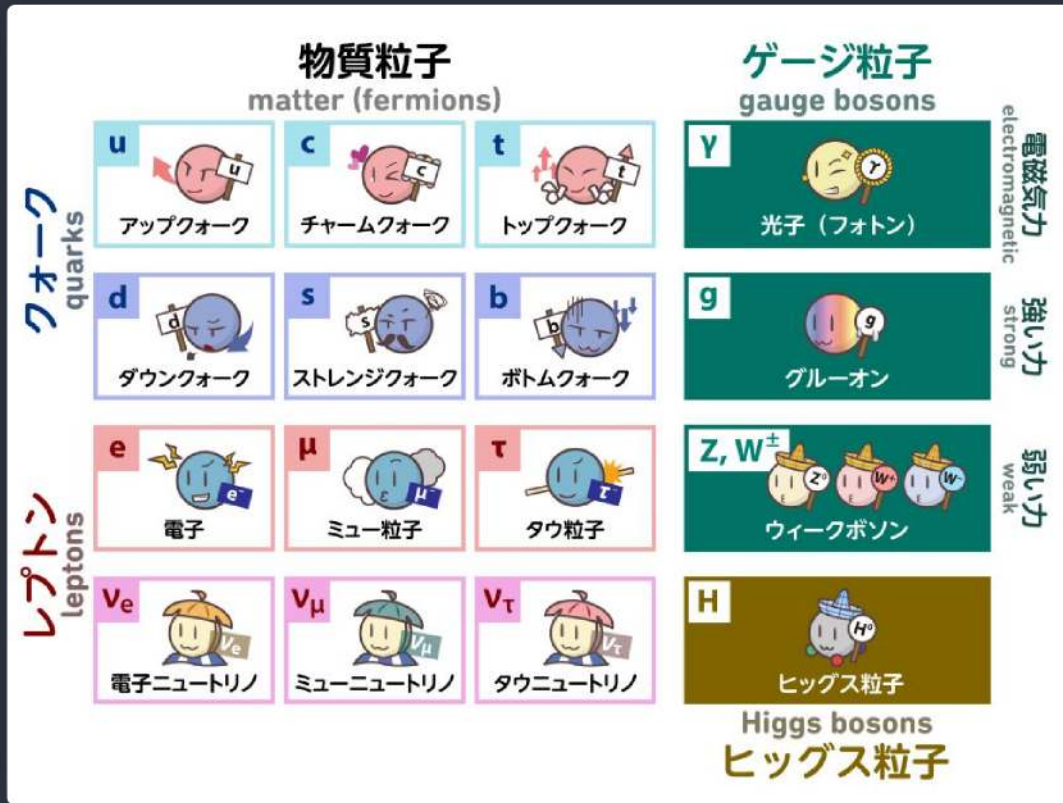 物質粒子
matter (fermions)
ゲージ粒子
gauge bosons
クォーク
quarks
u
u
アップクォーク
c
c
チャームクォーク
t
t
トップクォーク
γ
γ
光子（フォトン）
電磁気力
electromagnetic
d
d
ダウンクォーク
s
s
ストレンジクォーク
b
b
ボトムクォーク
g
g
グルーオン
強い力
strong
レプトン
leptons
e
e⁻
電子
μ
μ⁻
ミュー粒子
τ
τ⁻
タウ粒子
Z, W±
Z⁰
W⁺
W⁻
ウィークボソン
弱い力
weak
νe
νe
電子ニュートリノ
νμ
νμ
ミューニュートリノ
ντ
ντ
タウニュートリノ
H
H⁰
ヒッグス粒子
Higgs bosons
ヒッグス粒子